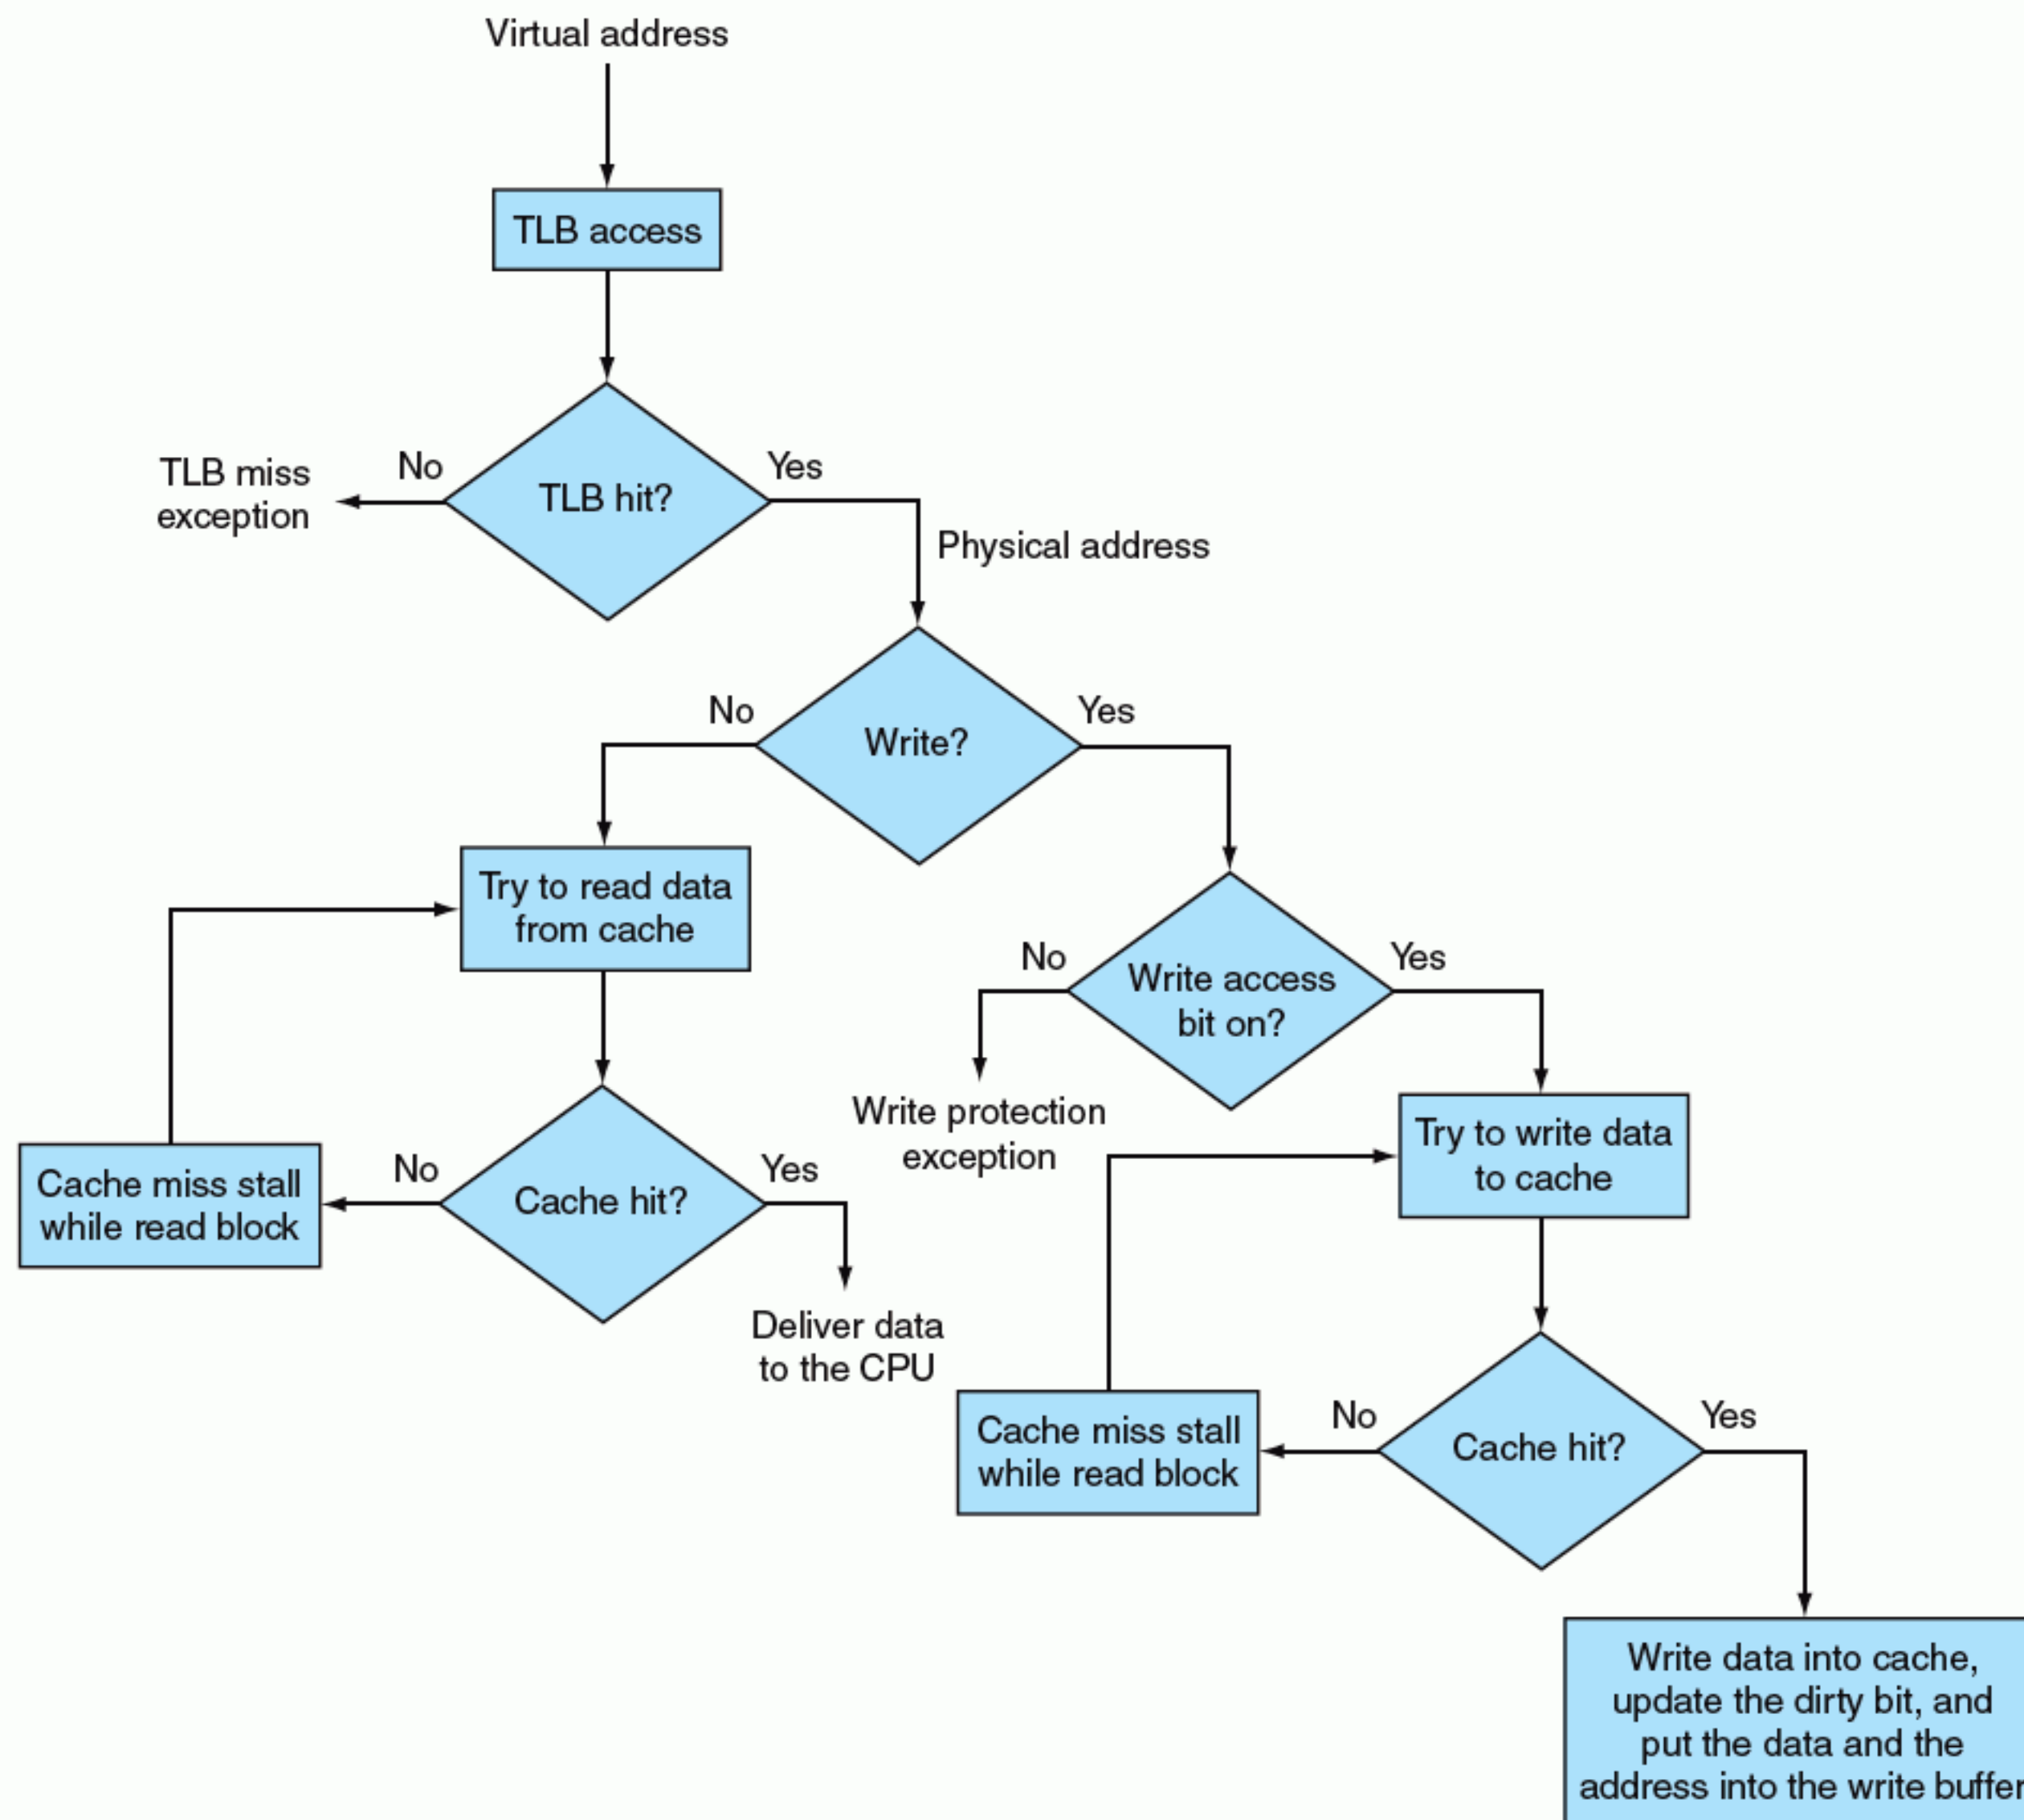 Virtual address
TLB access
TLB miss
exception
No
TLB hit?
Yes
Physical address
No
Write?
Yes
Try to read data
from cache
No
Write access
bit on?
Yes
Write protection
exception
Try to write data
to cache
Cache miss stall
while read block
No
Cache hit?
Yes
Deliver data
to the CPU
Cache miss stall
while read block
No
Cache hit?
Yes
Write data into cache,
update the dirty bit, and
put the data and the
address into the write buffer